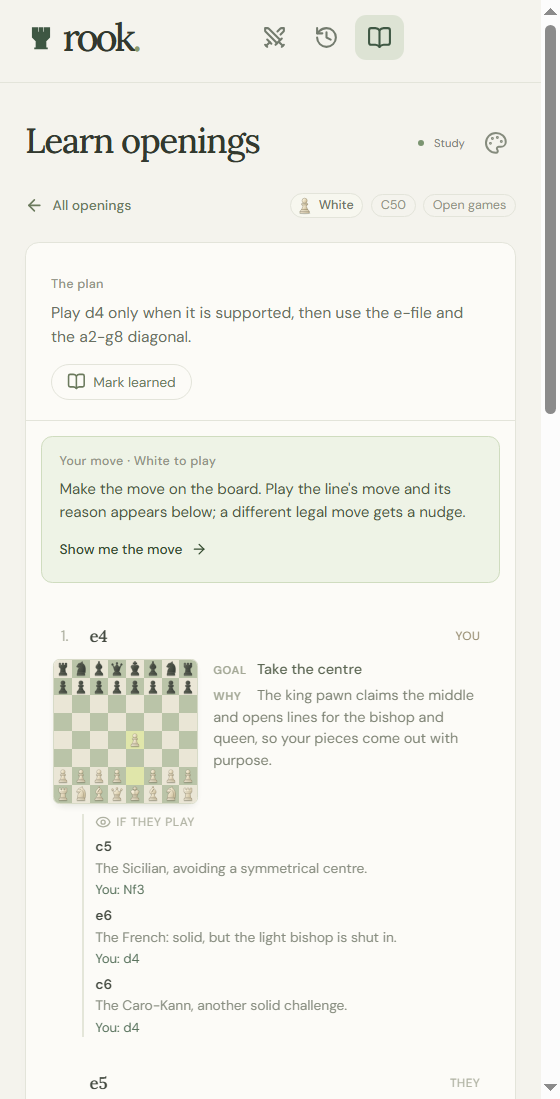 rook.
Learn openings
Study
All openings
White
C50
Open games
The plan
Play d4 only when it is supported, then use the e-file and
the a2-g8 diagonal.
Mark learned
Your move · White to play
Make the move on the board. Play the line's move and its
reason appears below; a different legal move gets a nudge.
Show me the move
1. e4
YOU
GOAL Take the centre
WHY The king pawn claims the middle
and opens lines for the bishop and
queen, so your pieces come out with
purpose.
IF THEY PLAY
c5
The Sicilian, avoiding a symmetrical centre.
You: Nf3
e6
The French: solid, but the light bishop is shut in.
You: d4
c6
The Caro-Kann, another solid challenge.
You: d4
e5
THEY